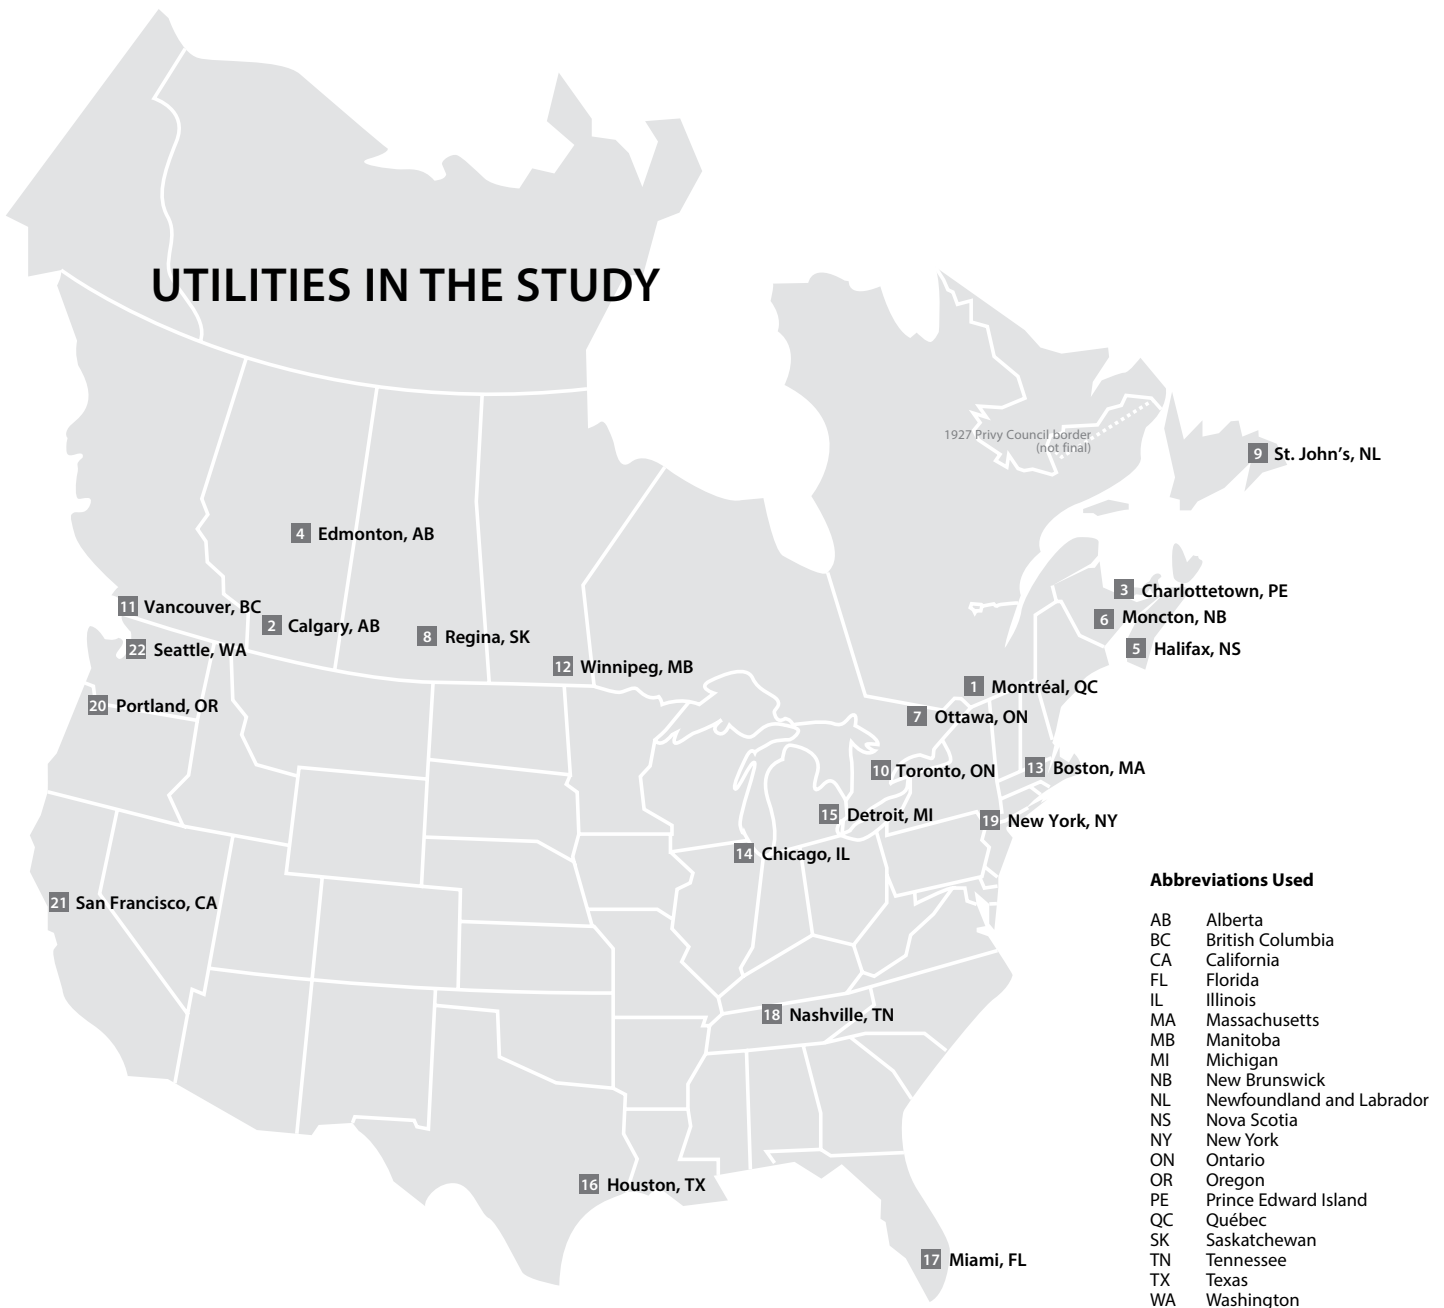 UTILITIES IN THE STUDY
1927 Privy Council border
(not final)
9 St. John’s, NL
4 Edmonton, AB
3 Charlottetown, PE
11 Vancouver, BC
6 Moncton, NB
2 Calgary, AB
8 Regina, SK
22 Seattle, WA
5 Halifax, NS
12 Winnipeg, MB
1 Montréal, QC
20 Portland, OR
7 Ottawa, ON
10 Toronto, ON
13 Boston, MA
15 Detroit, MI
19 New York, NY
14 Chicago, IL
21 San Francisco, CA
18 Nashville, TN
16 Houston, TX
17 Miami, FL
Abbreviations Used
AB Alberta
BC British Columbia
CA California
FL Florida
IL Illinois
MA Massachusetts
MB Manitoba
MI Michigan
NB New Brunswick
NL Newfoundland and Labrador
NS Nova Scotia
NY New York
ON Ontario
OR Oregon
PE Prince Edward Island
QC Québec
SK Saskatchewan
TN Tennessee
TX Texas
WA Washington